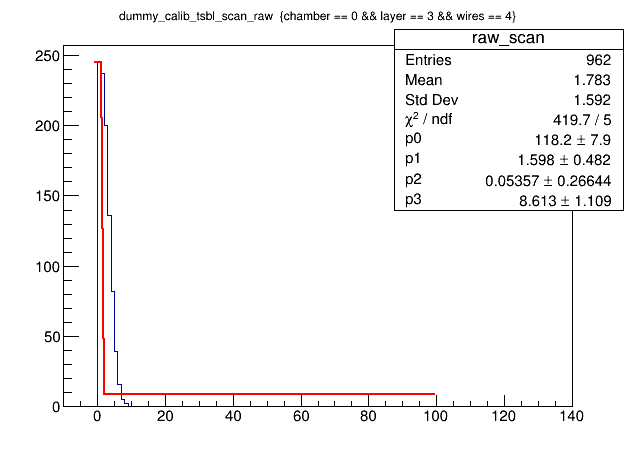 dummy_calib_tsbl_scan_raw {chamber == 0 && layer == 3 && wires == 4}
raw_scan
Entries 962
Mean 1.783
Std Dev 1.592
χ² / ndf 419.7 / 5
p0 118.2 ± 7.9
p1 1.598 ± 0.482
p2 0.05357 ± 0.26644
p3 8.613 ± 1.109
250
200
150
100
50
0
0 20 40 60 80 100 120 140